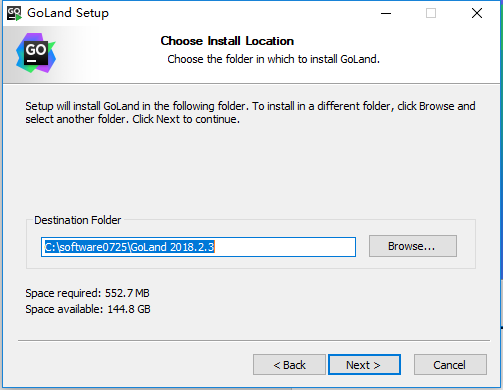 GoLand Setup
GO
Choose Install Location
Choose the folder in which to install GoLand.
Setup will install GoLand in the following folder. To install in a different folder, click Browse and
select another folder. Click Next to continue.
Destination Folder
C:\software0725\GoLand 2018.2.3
Browse...
Space required: 552.7 MB
Space available: 144.8 GB
< Back
Next >
Cancel